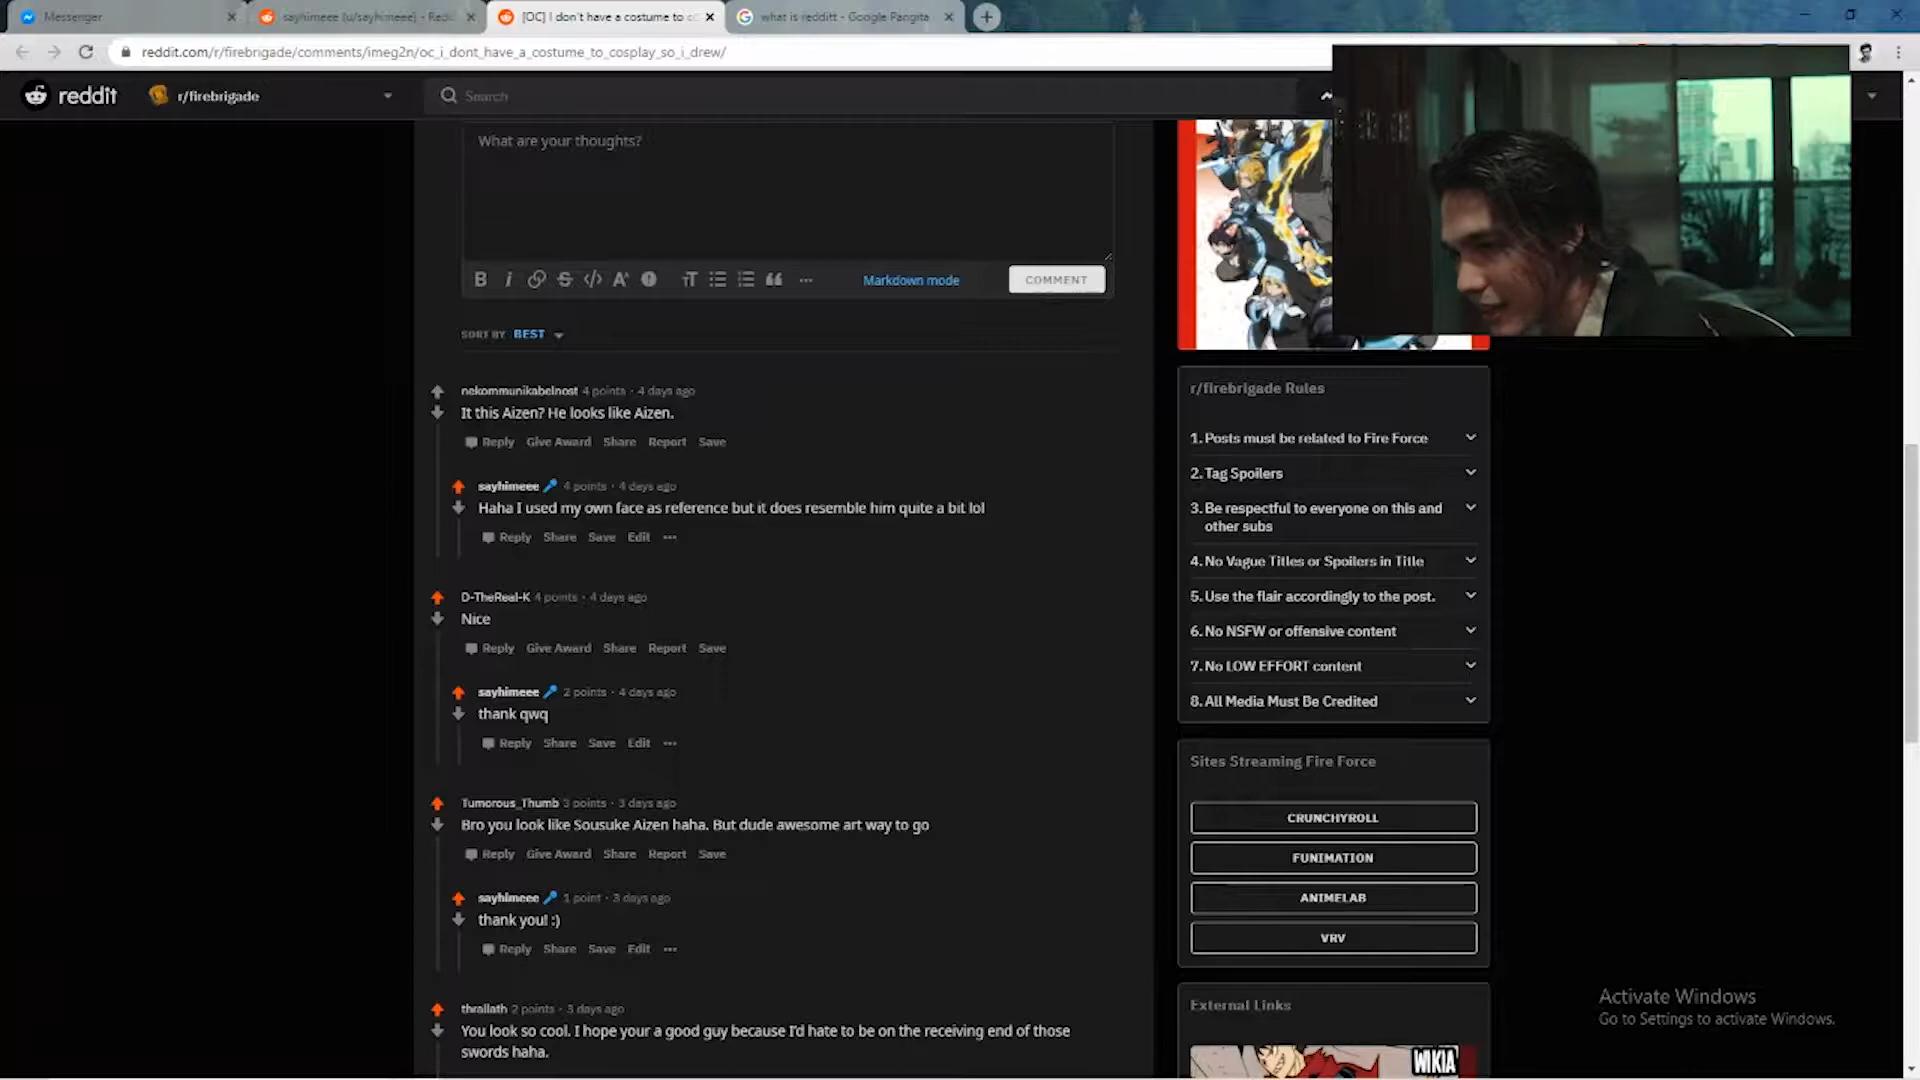 Messenger
sayhimeee (u/sayhimeee) - Redd
[OC] I don't have a costume to co
what is redditt - Google Pangita
reddit.com/r/firebrigade/comments/imeg2n/oc_i_dont_have_a_costume_to_cosplay_so_i_drew/
reddit
r/firebrigade
Search
What are your thoughts?
Markdown mode
COMMENT
SORT BY BEST
nekommunikabelnost 4 points · 4 days ago
It this Aizen? He looks like Aizen.
Reply Give Award Share Report Save
sayhimeee 4 points · 4 days ago
Haha I used my own face as reference but it does resemble him quite a bit lol
Reply Share Save Edit ...
D-TheReal-K 4 points · 4 days ago
Nice
Reply Give Award Share Report Save
sayhimeee 2 points · 4 days ago
thank qwq
Reply Share Save Edit ...
Tumorous_Thumb 3 points · 3 days ago
Bro you look like Sousuke Aizen haha. But dude awesome art way to go
Reply Give Award Share Report Save
sayhimeee 1 point · 3 days ago
thank you! :)
Reply Share Save Edit ...
thrallath 2 points · 3 days ago
You look so cool. I hope your a good guy because I'd hate to be on the receiving end of those
swords haha.
r/firebrigade Rules
1. Posts must be related to Fire Force
2. Tag Spoilers
3. Be respectful to everyone on this and
other subs
4. No Vague Titles or Spoilers in Title
5. Use the flair accordingly to the post.
6. No NSFW or offensive content
7. No LOW EFFORT content
8. All Media Must Be Credited
Sites Streaming Fire Force
CRUNCHYROLL
FUNIMATION
ANIMELAB
VRV
External Links
WIKIA
Activate Windows
Go to Settings to activate Windows.